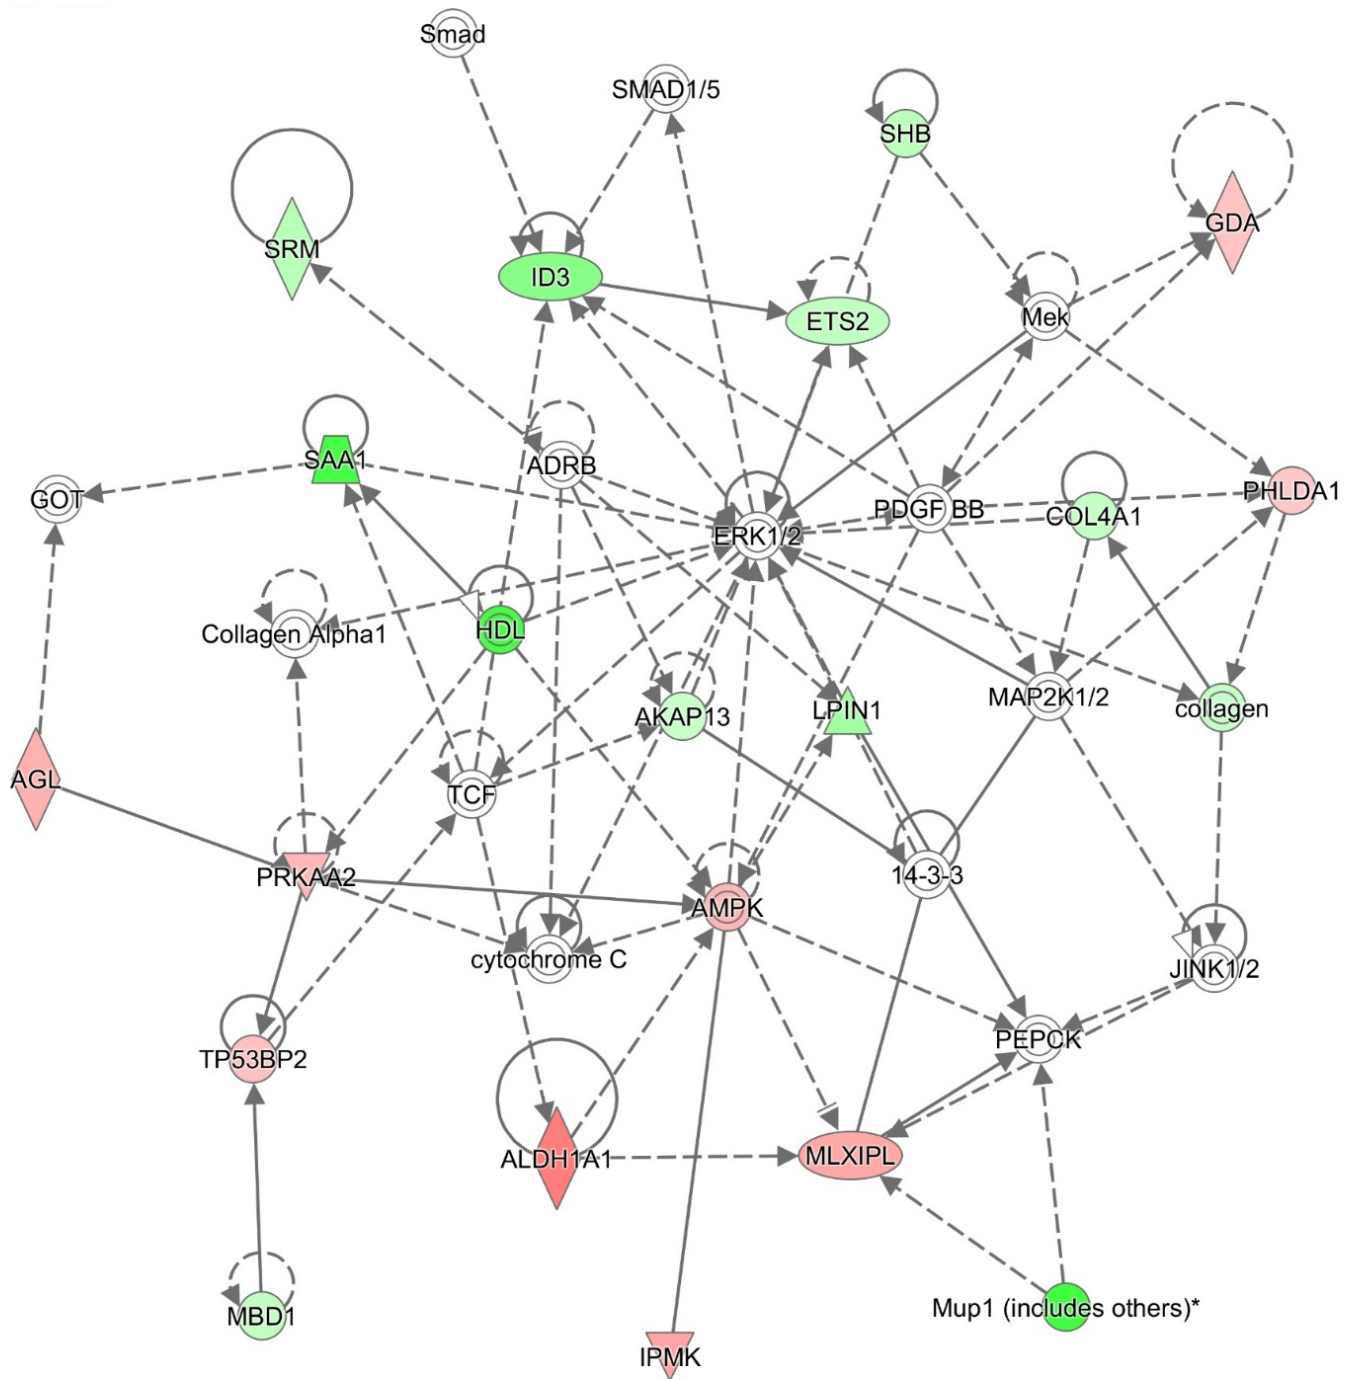 Smad
SMAD1/5
SHB
GDA
SRM
ID3
Mek
ETS2
SAA1
ADRB
GOT
PHLDA1
PDGF BB
COL4A1
ERK1/2
Collagen Alpha1
HDL
MAP2K1/2
LPIN1
AKAP13
collagen
AGL
TCF
14-3-3
PRKAA2
AMPK
cytochrome C
JINK1/2
PEPCK
TP53BP2
ALDH1A1
MLXIPL
Mup1 (includes others)*
MBD1
IPMK